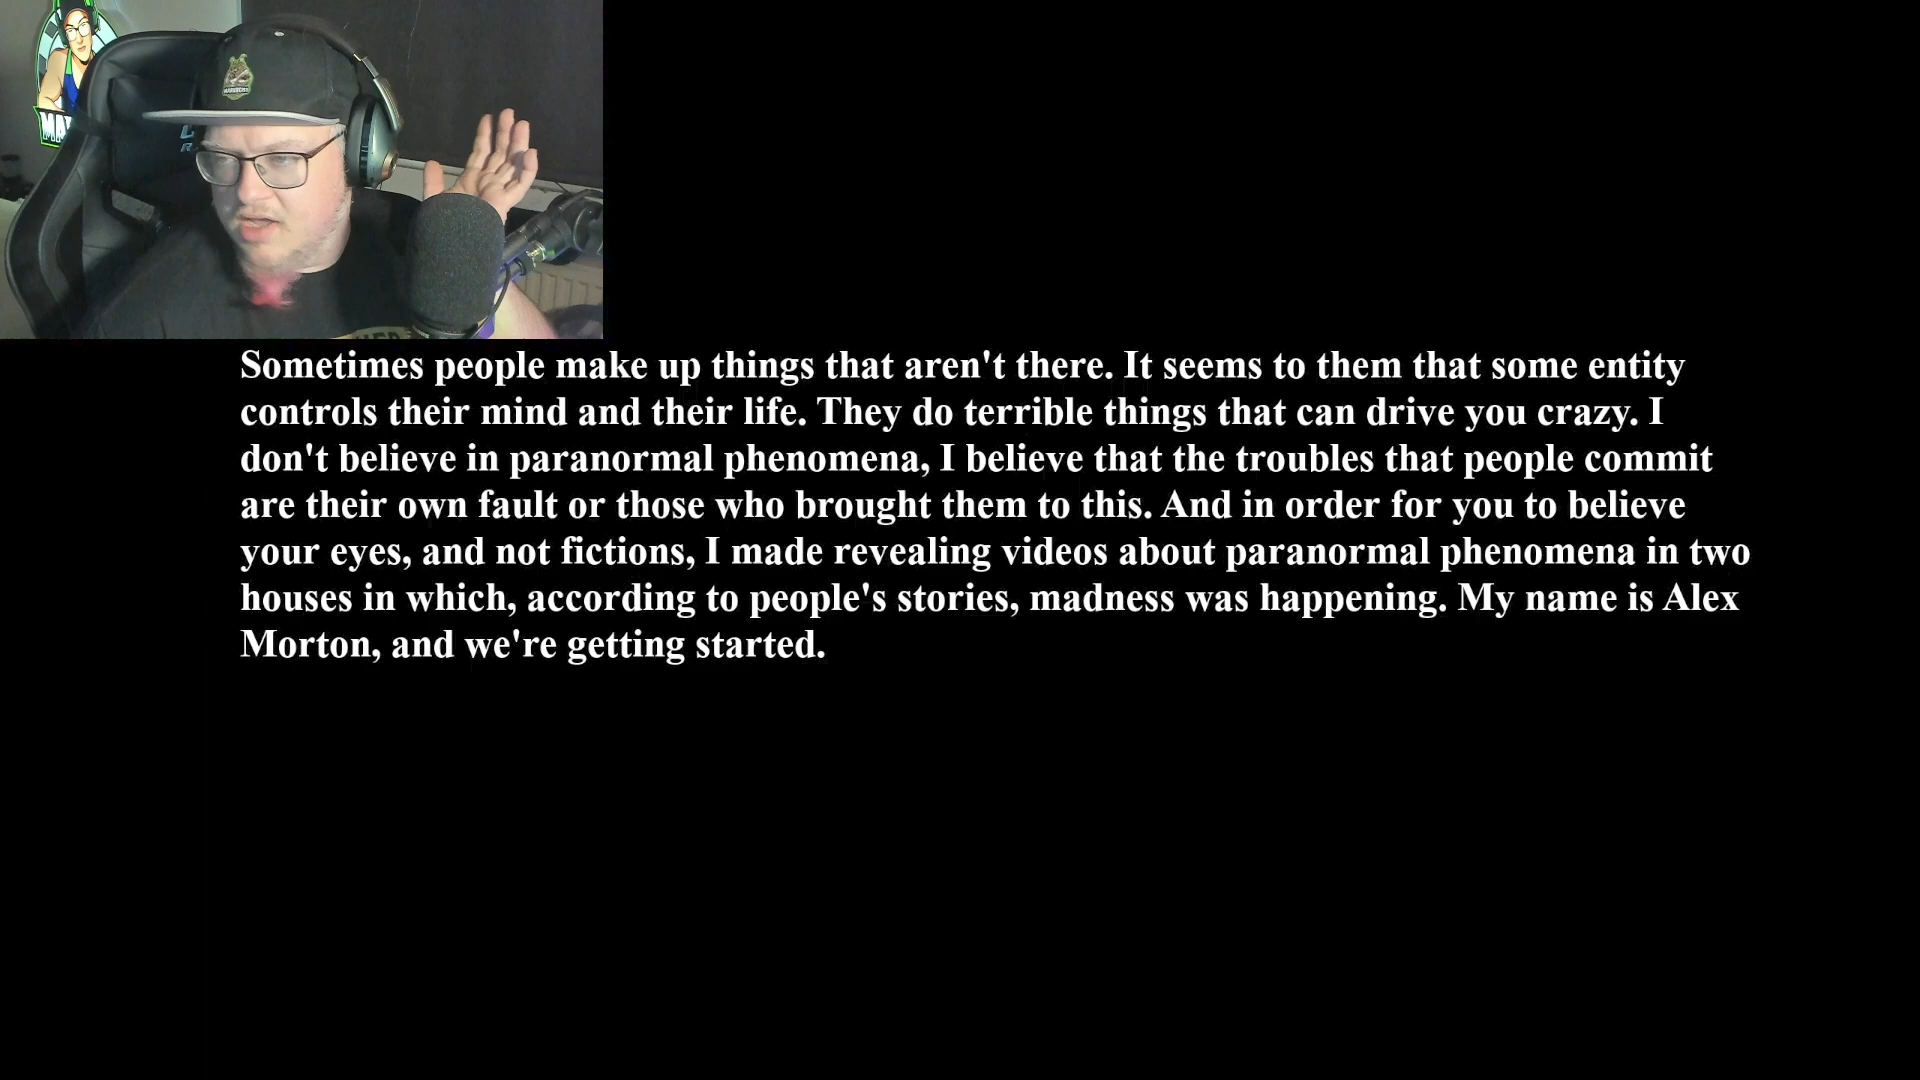 MA
Sometimes people make up things that aren't there. It seems to them that some entity
controls their mind and their life. They do terrible things that can drive you crazy. I
don't believe in paranormal phenomena, I believe that the troubles that people commit
are their own fault or those who brought them to this. And in order for you to believe
your eyes, and not fictions, I made revealing videos about paranormal phenomena in two
houses in which, according to people's stories, madness was happening. My name is Alex
Morton, and we're getting started.